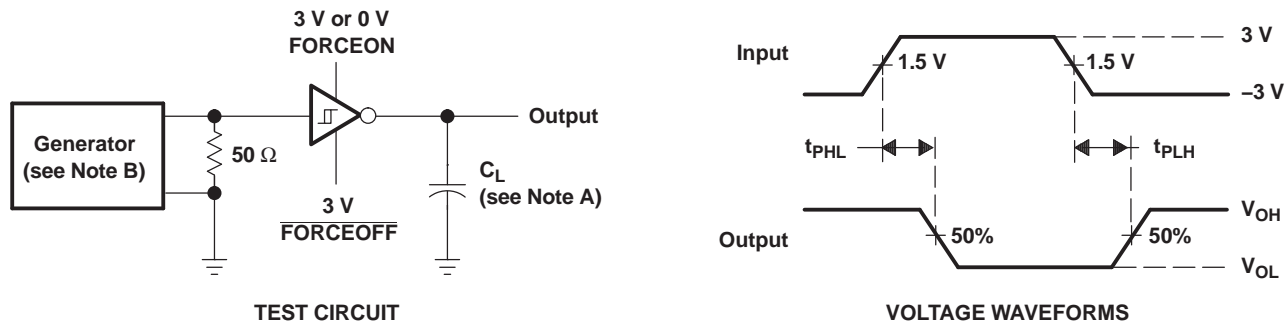 3 V or 0 V
FORCEON
Generator
(see Note B)
50 Ω
3 V
FORCEOFF
Output
C_L
(see Note A)
TEST CIRCUIT
Input
1.5 V
1.5 V
3 V
–3 V
t_PHL
t_PLH
Output
50%
50%
V_OH
V_OL
VOLTAGE WAVEFORMS